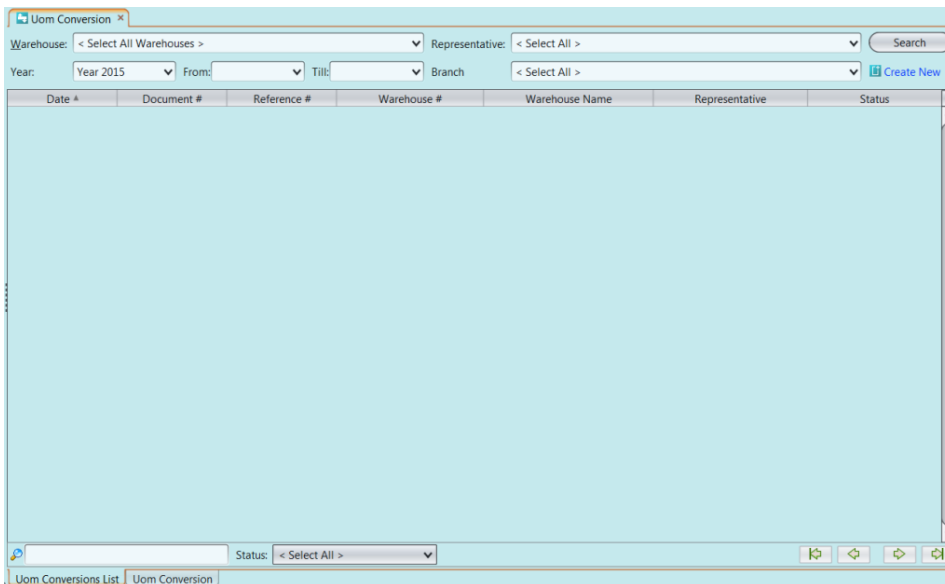 Uom Conversion
Warehouse: < Select All Warehouses > Representative: < Select All > Search
Year: Year 2015 From: Till: Branch < Select All > Create New
Date Document # Reference # Warehouse # Warehouse Name Representative Status
Status: < Select All >
Uom Conversions List Uom Conversion